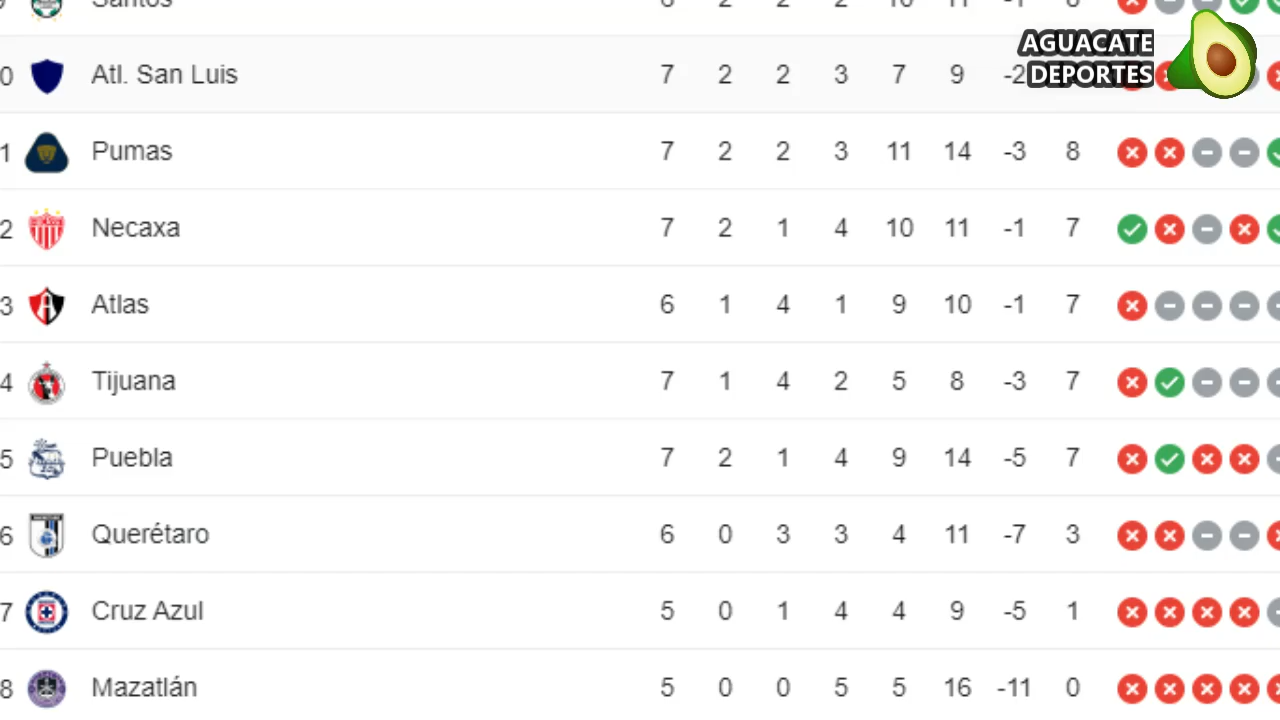 Santos
AGUACATE
DEPORTES
0 Atl. San Luis 7 2 2 3 7 9 -2
1 Pumas 7 2 2 3 11 14 -3 8
2 Necaxa 7 2 1 4 10 11 -1 7
3 Atlas 6 1 4 1 9 10 -1 7
4 Tijuana 7 1 4 2 5 8 -3 7
5 Puebla 7 2 1 4 9 14 -5 7
6 Querétaro 6 0 3 3 4 11 -7 3
7 Cruz Azul 5 0 1 4 4 9 -5 1
8 Mazatlán 5 0 0 5 5 16 -11 0